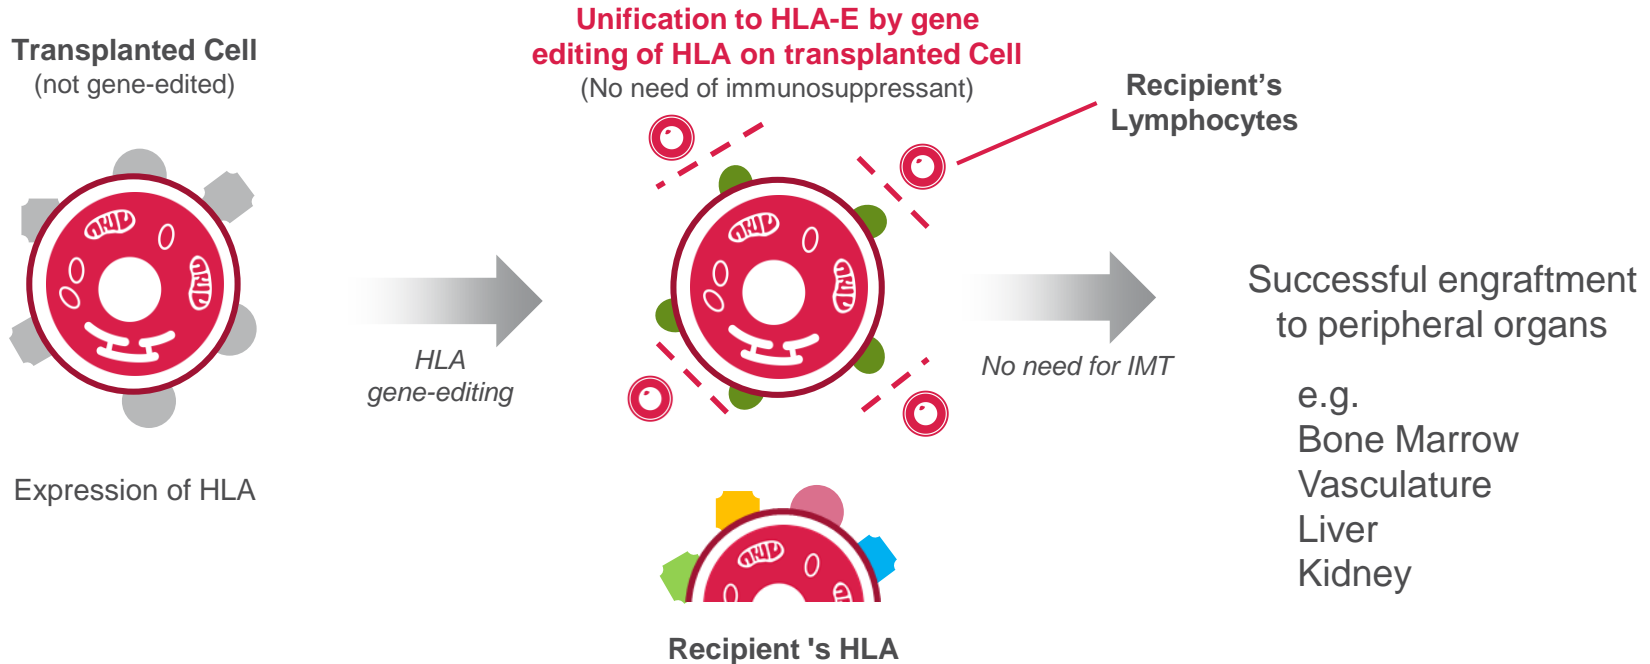 Transplanted Cell
(not gene-edited)
Expression of HLA
HLA
gene-editing
Unification to HLA-E by gene
editing of HLA on transplanted Cell
(No need of immunosuppressant)
Recipient's
Lymphocytes
Recipient 's HLA
No need for IMT
Successful engraftment
to peripheral organs
e.g.
Bone Marrow
Vasculature
Liver
Kidney